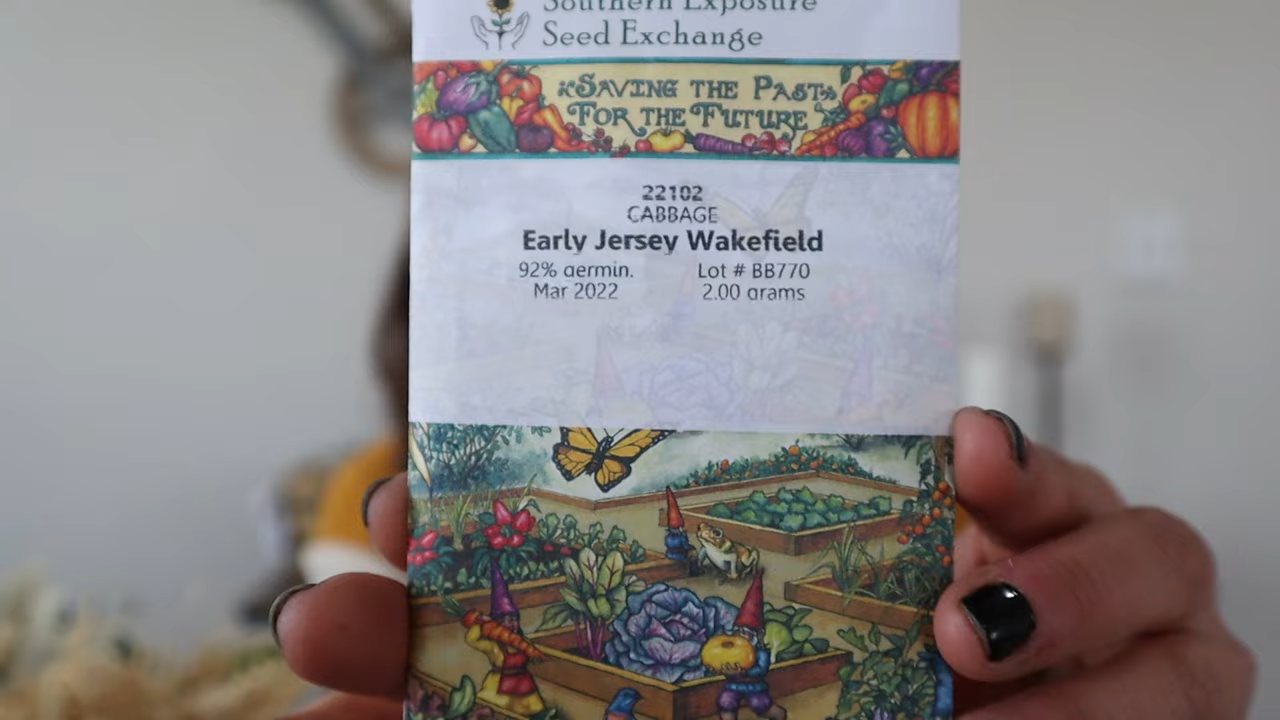 Southern Exposure
Seed Exchange
Saving the Past
For the Future
22102
CABBAGE
Early Jersey Wakefield
92% germin. Lot # BB770
Mar 2022 2.00 grams